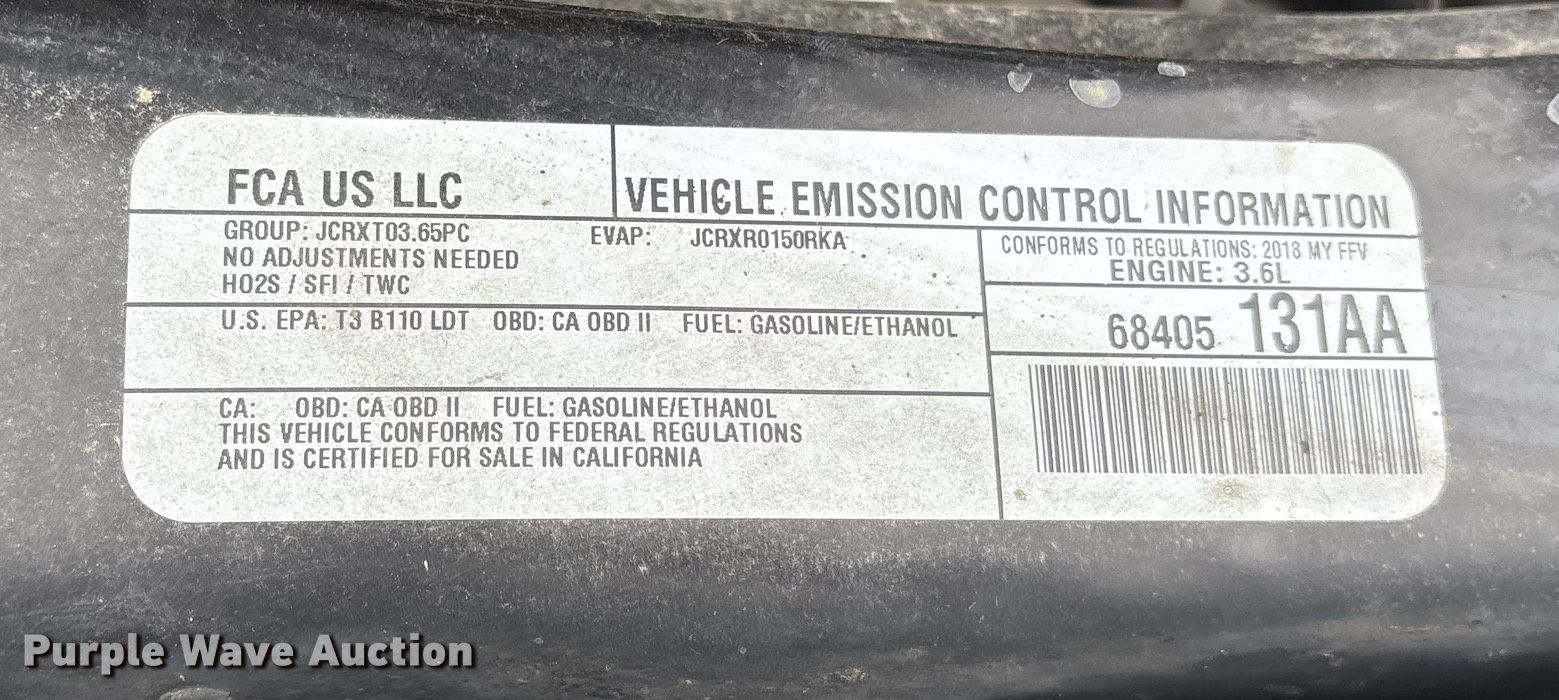 FCA US LLC
VEHICLE EMISSION CONTROL INFORMATION
GROUP: JCRXT03.65PC EVAP: JCRXR0150RKA
NO ADJUSTMENTS NEEDED
HO2S / SFI / TWC
CONFORMS TO REGULATIONS: 2018 MY FFV
ENGINE: 3.6L
U.S. EPA: T3 B110 LDT OBD: CA OBD II FUEL: GASOLINE/ETHANOL
68405 131AA
CA: OBD: CA OBD II FUEL: GASOLINE/ETHANOL
THIS VEHICLE CONFORMS TO FEDERAL REGULATIONS
AND IS CERTIFIED FOR SALE IN CALIFORNIA
Purple Wave Auction